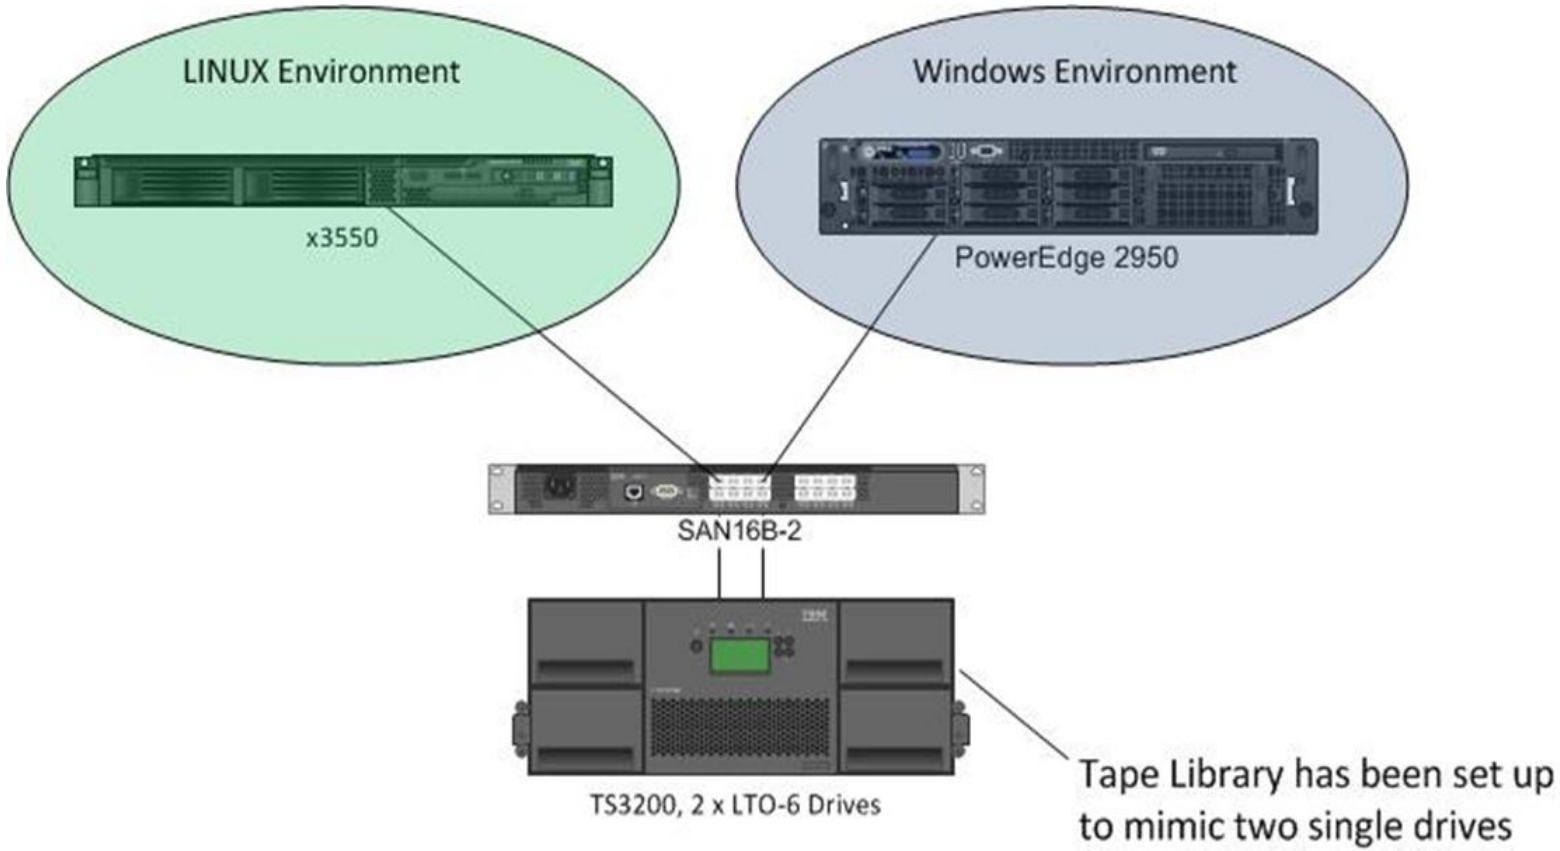 LINUX Environment
Windows Environment
x3550
PowerEdge 2950
SAN16B-2
IBM
TS3200, 2 x LTO-6 Drives
Tape Library has been set up
to mimic two single drives